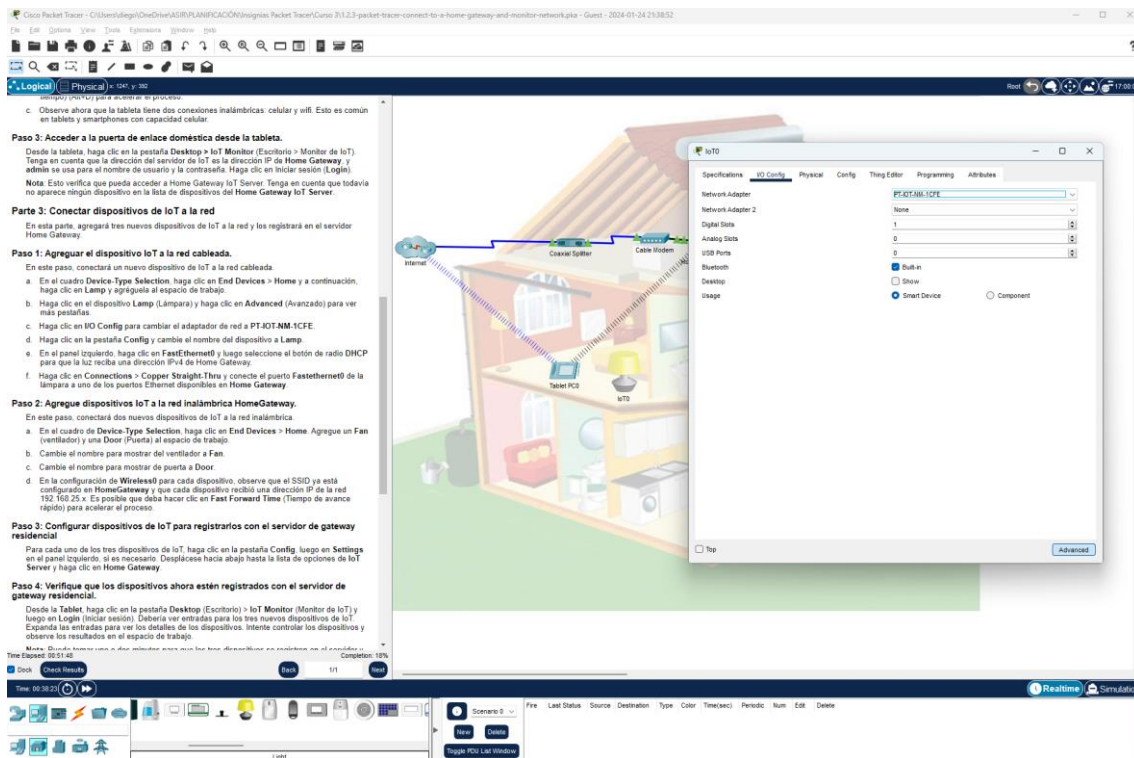 Cisco Packet Tracer - C:\Users\diego\OneDrive\ASIR\PLANIFICACIÓN\Insignias Packet Tracer\Curso 3\1.2.3-packet-tracer-connect-to-a-home-gateway-and-monitor-network.pka - Guest - 2024-01-24 21:38:52
File Edit Options View Tools Extensions Window Help
Logical Physical x: 1247, y: 392 Root 17:00:
tiempo) (Alt+D) para acelerar el proceso.
c. Observe ahora que la tableta tiene dos conexiones inalámbricas: celular y wifi. Esto es común
en tablets y smartphones con capacidad celular.
Paso 3: Acceder a la puerta de enlace doméstica desde la tableta.
Desde la tableta, haga clic en la pestaña Desktop > IoT Monitor (Escritorio > Monitor de IoT).
Tenga en cuenta que la dirección del servidor de IoT es la dirección IP de Home Gateway, y
admin se usa para el nombre de usuario y la contraseña. Haga clic en Iniciar sesión (Login).
Nota: Esto verifica que pueda acceder a Home Gateway IoT Server. Tenga en cuenta que todavía
no aparece ningún dispositivo en la lista de dispositivos del Home Gateway IoT Server.
Parte 3: Conectar dispositivos de IoT a la red
En esta parte, agregará tres nuevos dispositivos de IoT a la red y los registrará en el servidor
Home Gateway.
Paso 1: Agreguar el dispositivo IoT a la red cableada.
En este paso, conectará un nuevo dispositivo de IoT a la red cableada.
a. En el cuadro Device-Type Selection, haga clic en End Devices > Home y a continuación,
haga clic en Lamp y agréguela al espacio de trabajo.
b. Haga clic en el dispositivo Lamp (Lámpara) y haga clic en Advanced (Avanzado) para ver
más pestañas.
c. Haga clic en I/O Config para cambiar el adaptador de red a PT-IOT-NM-1CFE.
d. Haga clic en la pestaña Config y cambie el nombre del dispositivo a Lamp.
e. En el panel izquierdo, haga clic en FastEthernet0 y luego seleccione el botón de radio DHCP
para que la luz reciba una dirección IPv4 de Home Gateway.
f. Haga clic en Connections > Copper Straight-Thru y conecte el puerto Fastethernet0 de la
lámpara a uno de los puertos Ethernet disponibles en Home Gateway.
Paso 2: Agregue dispositivos IoT a la red inalámbrica HomeGateway.
En este paso, conectará dos nuevos dispositivos de IoT a la red inalámbrica.
a. En el cuadro de Device-Type Selection, haga clic en End Devices > Home. Agregue un Fan
(ventilador) y una Door (Puerta) al espacio de trabajo.
b. Cambie el nombre para mostrar del ventilador a Fan.
c. Cambie el nombre para mostrar de puerta a Door.
d. En la configuración de Wireless0 para cada dispositivo, observe que el SSID ya está
configurado en HomeGateway y que cada dispositivo recibió una dirección IP de la red
192.168.25.x. Es posible que deba hacer clic en Fast Forward Time (Tiempo de avance
rápido) para acelerar el proceso.
Paso 3: Configurar dispositivos de IoT para registrarlos con el servidor de gateway
residencial
Para cada uno de los tres dispositivos de IoT, haga clic en la pestaña Config, luego en Settings
en el panel izquierdo, si es necesario. Desplácese hacia abajo hasta la lista de opciones de IoT
Server y haga clic en Home Gateway.
Paso 4: Verifique que los dispositivos ahora estén registrados con el servidor de
gateway residencial.
Desde la Tablet, haga clic en la pestaña Desktop (Escritorio) > IoT Monitor (Monitor de IoT) y
luego en Login (Iniciar sesión). Debería ver entradas para los tres nuevos dispositivos de IoT.
Expanda las entradas para ver los detalles de los dispositivos. Intente controlar los dispositivos y
observe los resultados en el espacio de trabajo.
Nota: Puede tomar uno o dos minutos para que los tres dispositivos se registren en el servidor y
Time Elapsed: 00:51:48 Completion: 18%
Dock Check Results Back 1/1 Next
Internet
Coaxial Splitter
Cable Modem
Tablet PC0
IoT0
IoT0
Specifications I/O Config Physical Config Thing Editor Programming Attributes
Network Adapter PT-IOT-NM-1CFE
Network Adapter 2 None
Digital Slots 1
Analog Slots 0
USB Ports 0
Bluetooth Built-in
Desktop Show
Usage Smart Device Component
Top Advanced
Time: 00:38:23 Realtime Simulatio
Scenario 0
New Delete
Toggle PDU List Window
Fire Last Status Source Destination Type Color Time(sec) Periodic Num Edit Delete
Light